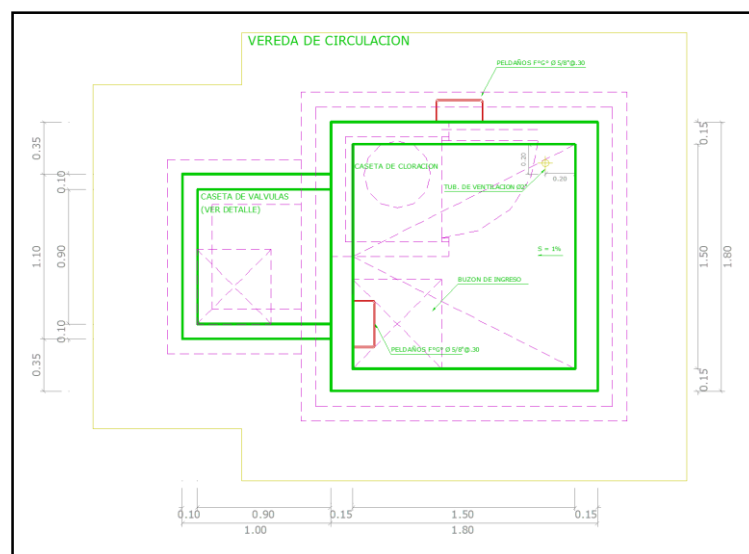 VEREDA DE CIRCULACION
PELDAÑOS FºGº Ø 5/8"@.30
CASETA DE CLORACION
0.20
TUB. DE VENTILACION 02"
0.20
CASETA DE VALVULAS
(VER DETALLE)
S = 1%
BUZON DE INGRESO
PELDAÑOS FºGº Ø 5/8"@.30
0.35
0.10
1.10
0.90
0.10
0.35
0.15
1.50
1.80
0.15
0.10
0.90
0.15
1.50
0.15
1.00
1.80